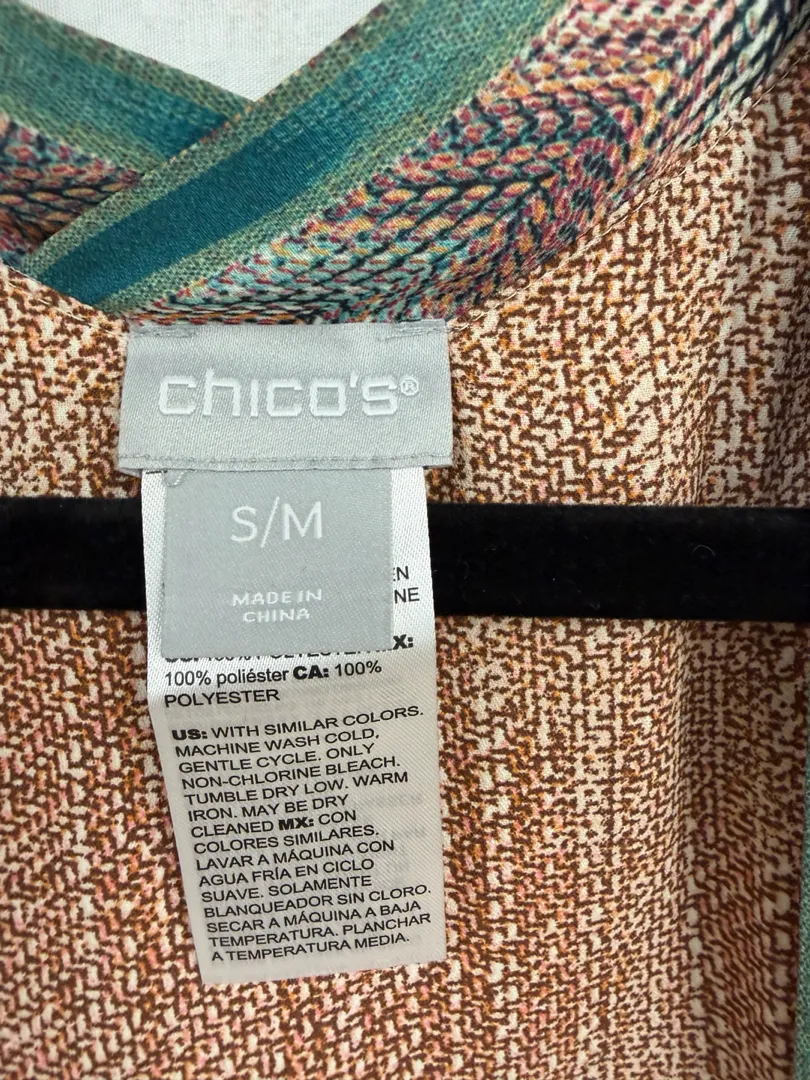 chico's®
S/M
MADE IN
CHINA
EN
NE
X:
100% poliéster CA: 100%
POLYESTER
US: WITH SIMILAR COLORS.
MACHINE WASH COLD,
GENTLE CYCLE. ONLY
NON-CHLORINE BLEACH.
TUMBLE DRY LOW. WARM
IRON. MAY BE DRY
CLEANED MX: CON
COLORES SIMILARES.
LAVAR A MÁQUINA CON
AGUA FRÍA EN CICLO
SUAVE. SOLAMENTE
BLANQUEADOR SIN CLORO.
SECAR A MÁQUINA A BAJA
TEMPERATURA. PLANCHAR
A TEMPERATURA MEDIA.